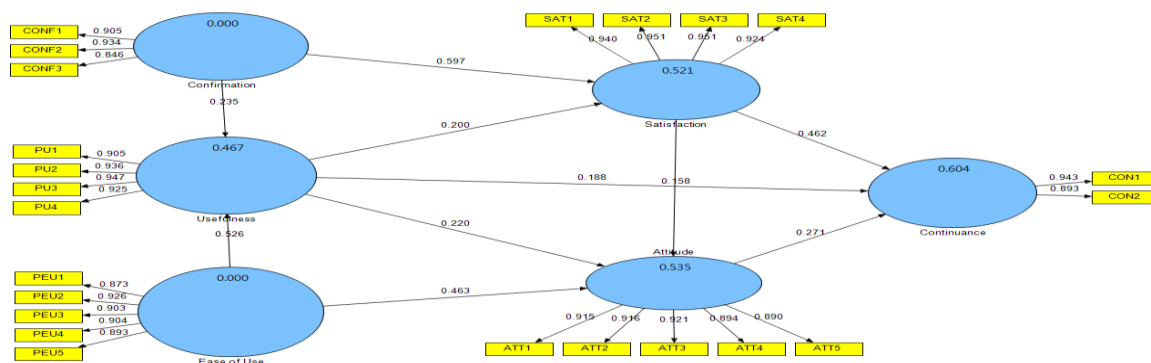 CONF1
CONF2
CONF3
0.905
0.934
0.846
0.000
Confirmation
0.235
0.597
SAT1
SAT2
SAT3
SAT4
0.940
0.951
0.951
0.924
0.521
Satisfaction
PU1
PU2
PU3
PU4
0.905
0.936
0.947
0.925
0.467
Usefulness
0.526
0.200
0.188
0.158
0.220
0.462
0.604
Continuance
0.943
0.893
CON1
CON2
0.271
PEU1
PEU2
PEU3
PEU4
PEU5
0.873
0.926
0.903
0.904
0.893
0.000
Ease of Use
0.463
Attitude
0.535
0.915
0.916
0.921
0.894
0.890
ATT1
ATT2
ATT3
ATT4
ATT5